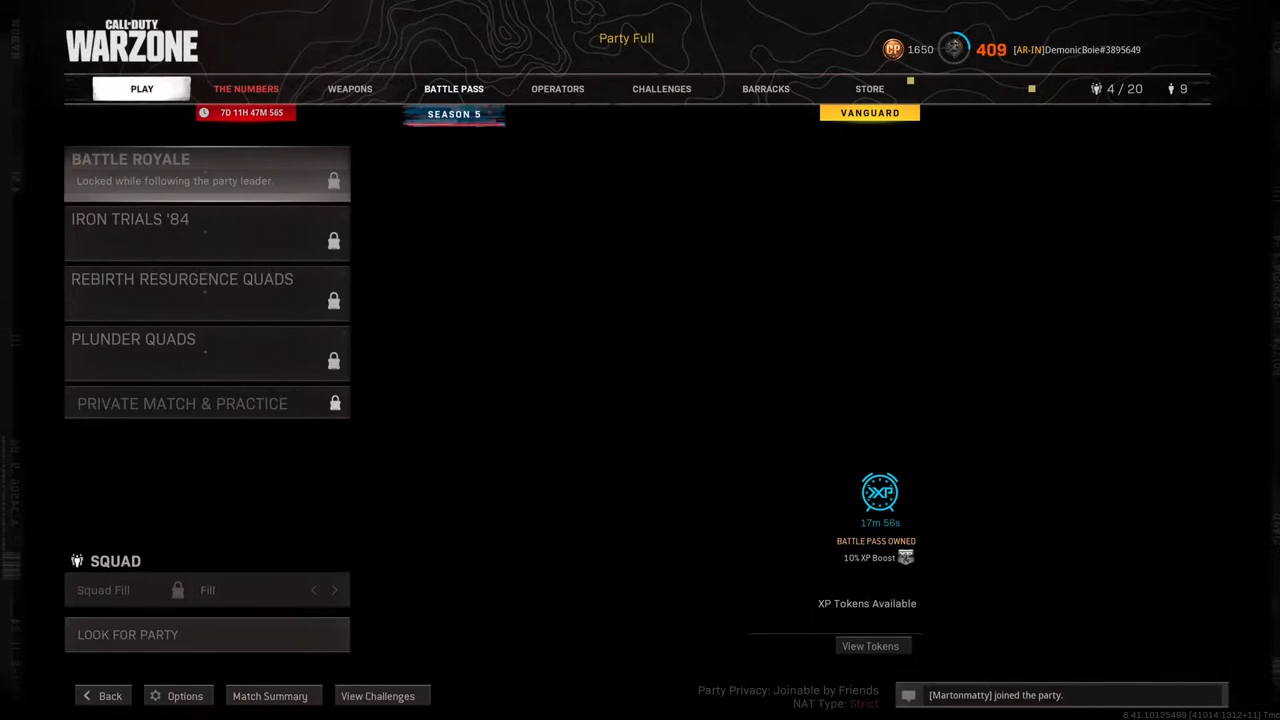 CALL OF DUTY
WARZONE
Party Full
CP 1650
409 [AR-IN]DemonicBoie#3895649
PLAY THE NUMBERS WEAPONS BATTLE PASS OPERATORS CHALLENGES BARRACKS STORE 4 / 20 9
7D 11H 47M 56S SEASON 5 VANGUARD
BATTLE ROYALE
Locked while following the party leader.
IRON TRIALS '84
REBIRTH RESURGENCE QUADS
PLUNDER QUADS
PRIVATE MATCH & PRACTICE
XP
17m 56s
BATTLE PASS OWNED
10% XP Boost
XP Tokens Available
View Tokens
SQUAD
Squad Fill Fill
LOOK FOR PARTY
Back Options Match Summary View Challenges
Party Privacy: Joinable by Friends
NAT Type: Strict
[Martonmatty] joined the party.